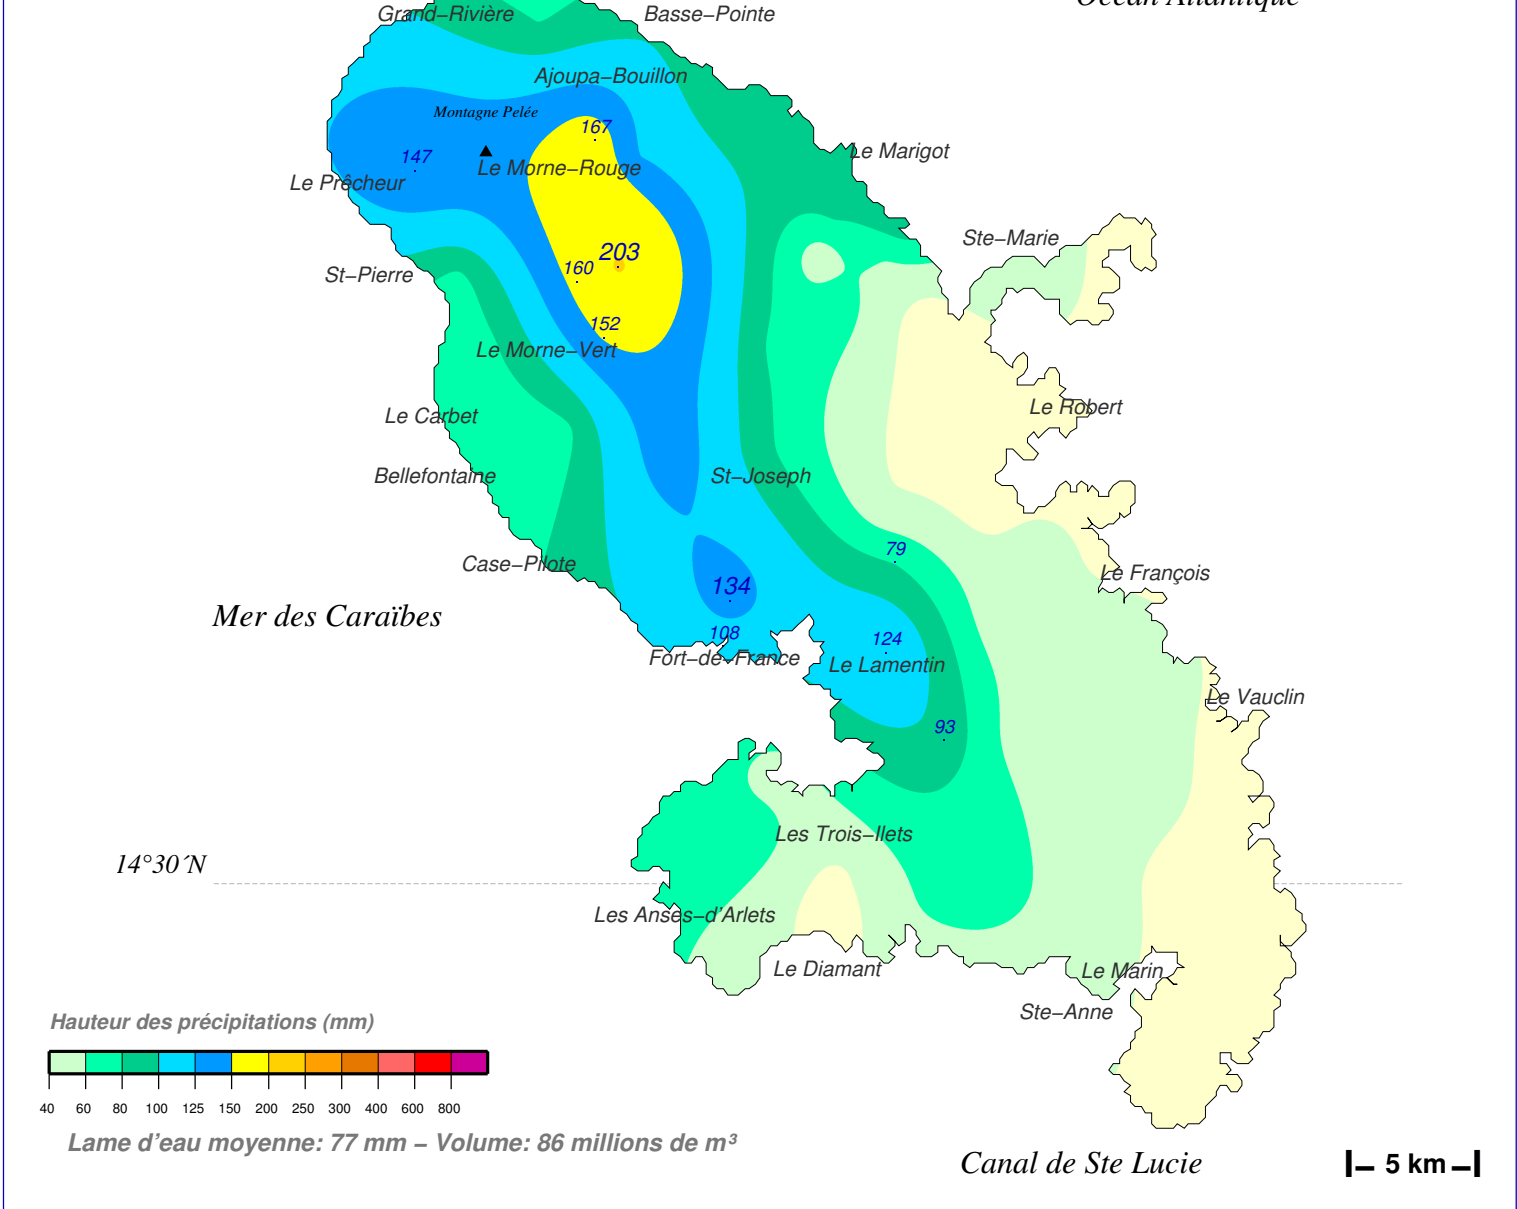 Océan Atlantique
Grand−Rivière
Basse−Pointe
Ajoupa−Bouillon
Montagne Pelée
167
147
Le Marigot
Le Morne−Rouge
Le Prêcheur
Ste−Marie
203
160
St−Pierre
152
Le Morne−Vert
Le Robert
Le Carbet
Bellefontaine
St−Joseph
79
Case−Pilote
Le François
134
Mer des Caraïbes
108
124
Fort−de−France
Le Lamentin
Le Vauclin
93
Les Trois−Ilets
14°30´N
Les Anses−d'Arlets
Le Diamant
Le Marin
Ste−Anne
Hauteur des précipitations (mm)
40 60 80 100 125 150 200 250 300 400 600 800
Lame d'eau moyenne: 77 mm − Volume: 86 millions de m³
Canal de Ste Lucie
5 km